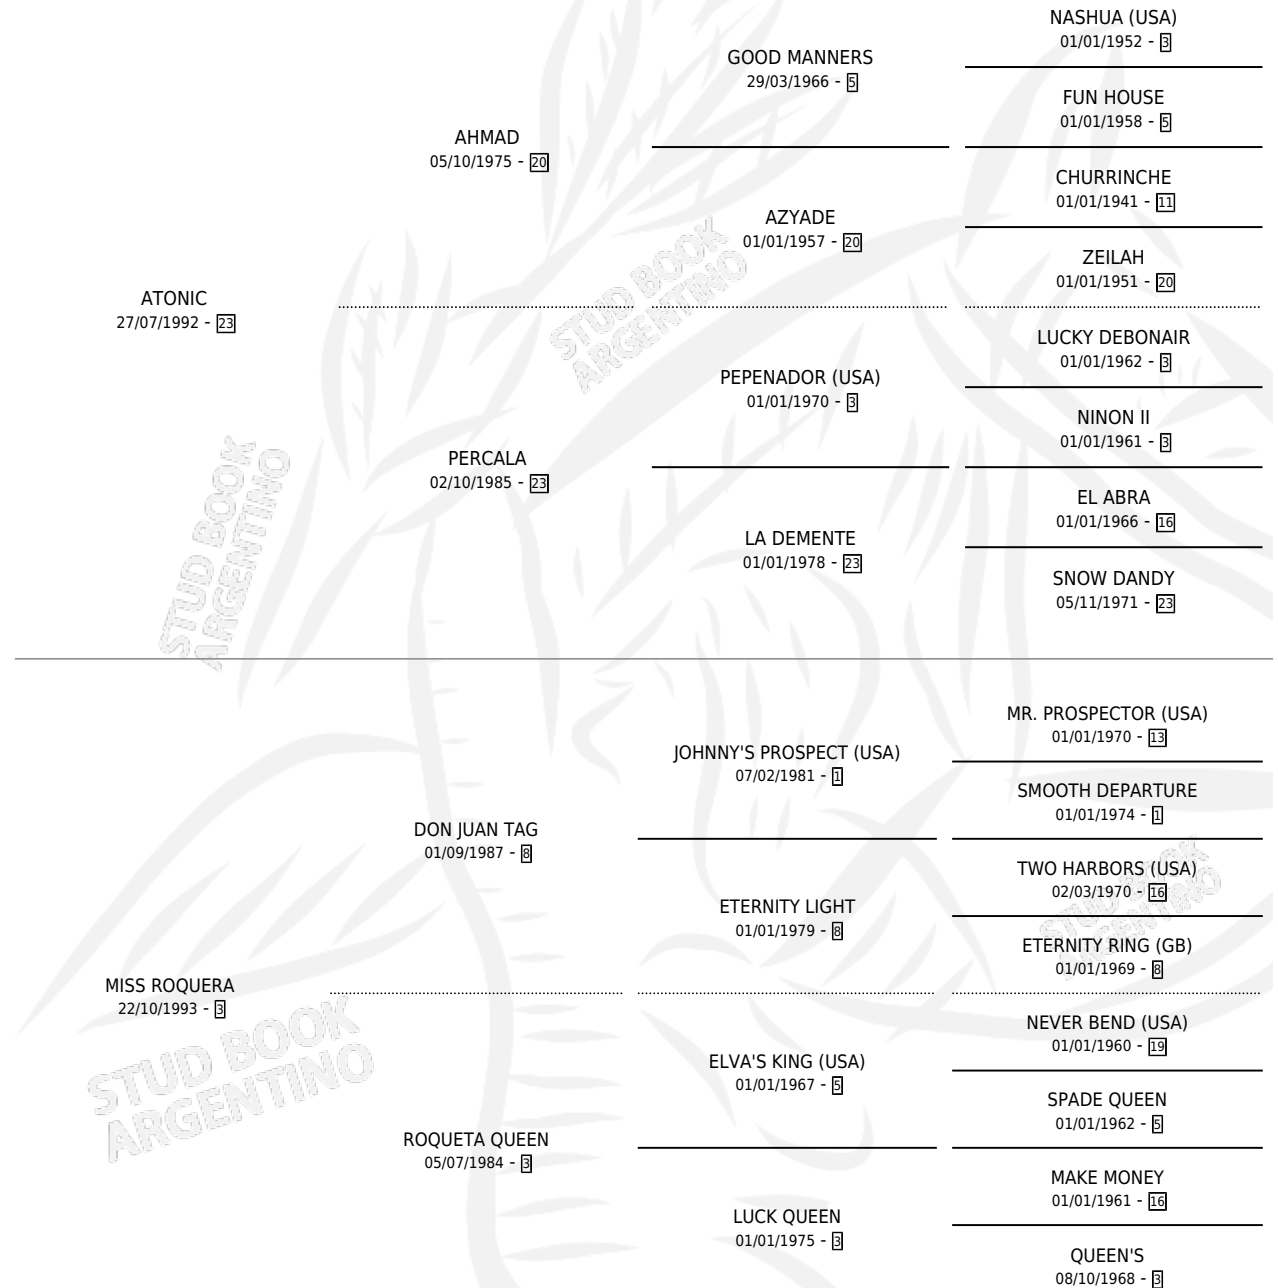 NASHUA (USA)
01/01/1952 - 3
GOOD MANNERS
29/03/1966 - 5
FUN HOUSE
01/01/1958 - 5
AHMAD
05/10/1975 - 20
CHURRINCHE
01/01/1941 - 11
AZYADE
01/01/1957 - 20
ZEILAH
01/01/1951 - 20
ATONIC
27/07/1992 - 23
LUCKY DEBONAIR
01/01/1962 - 3
PEPENADOR (USA)
01/01/1970 - 3
NINON II
01/01/1961 - 3
PERCALA
02/10/1985 - 23
EL ABRA
01/01/1966 - 16
LA DEMENTE
01/01/1978 - 23
SNOW DANDY
05/11/1971 - 23
MR. PROSPECTOR (USA)
01/01/1970 - 13
JOHNNY'S PROSPECT (USA)
07/02/1981 - 1
SMOOTH DEPARTURE
01/01/1974 - 1
DON JUAN TAG
01/09/1987 - 8
TWO HARBORS (USA)
02/03/1970 - 16
ETERNITY LIGHT
01/01/1979 - 8
ETERNITY RING (GB)
01/01/1969 - 8
MISS ROQUERA
22/10/1993 - 3
NEVER BEND (USA)
01/01/1960 - 19
ELVA'S KING (USA)
01/01/1967 - 5
SPADE QUEEN
01/01/1962 - 5
ROQUETA QUEEN
05/07/1984 - 3
MAKE MONEY
01/01/1961 - 16
LUCK QUEEN
01/01/1975 - 3
QUEEN'S
08/10/1968 - 3
STUD BOOK
ARGENTINO
STUD BOOK
ARGENTINO
STUD BOOK
ARGENTINO
STUD BOOK
ARGENTINO